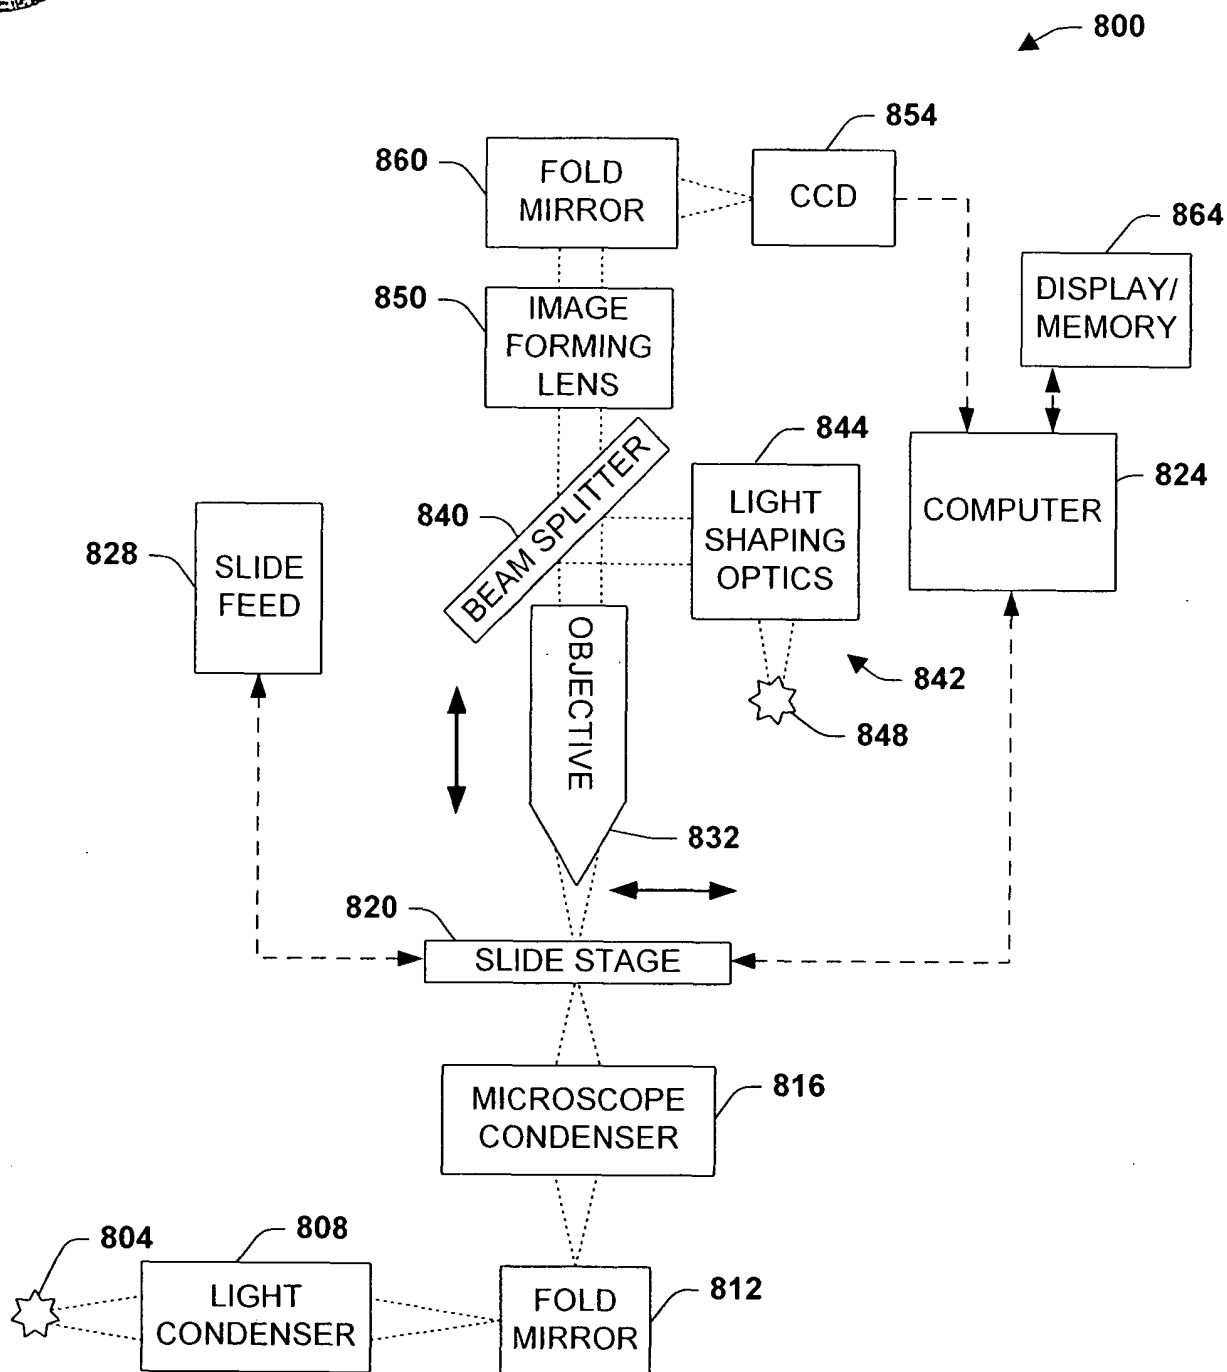 800
854
860
FOLD
MIRROR
CCD
864
850
IMAGE
FORMING
LENS
DISPLAY/
MEMORY
844
840
BEAM SPLITTER
LIGHT
SHAPING
OPTICS
COMPUTER
824
828
SLIDE
FEED
OBJECTIVE
842
848
832
820
SLIDE STAGE
MICROSCOPE
CONDENSER
816
804
808
LIGHT
CONDENSER
FOLD
MIRROR
812